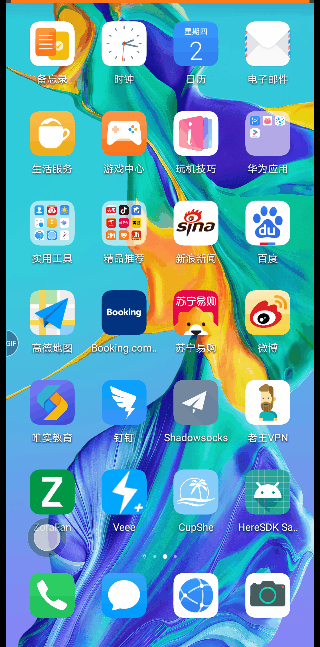 星期四
2
备忘录
时钟
日历
电子邮件
生活服务
游戏中心
玩机技巧
华为应用
sina
du
实用工具
精品推荐
新浪新闻
百度
Booking
苏宁易购
GIF
高德地图
Booking.com..
苏宁易购
微博
唯实教育
钉钉
Shadowsocks
老王VPN
Z
ZoraFan
Veee
CupShe
HereSDK Sa..